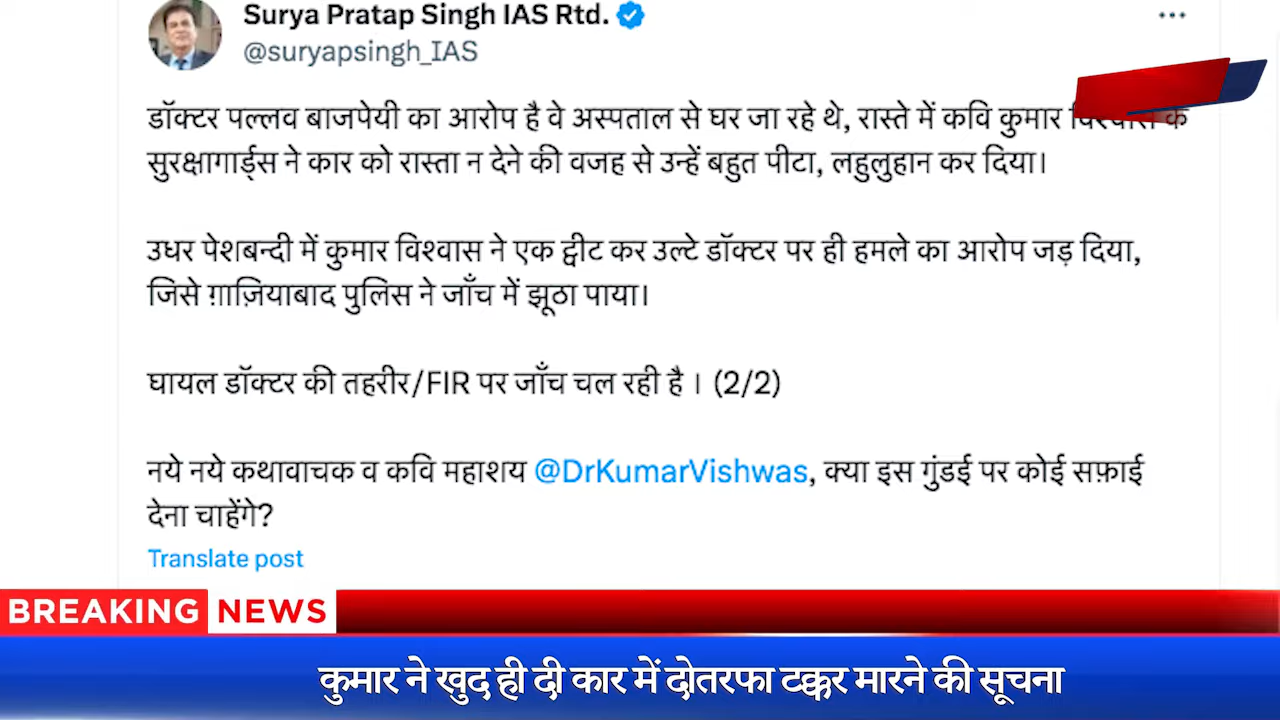 Surya Pratap Singh IAS Rtd.
@suryapsingh_IAS
डॉक्टर पल्लव बाजपेयी का आरोप है वे अस्पताल से घर जा रहे थे, रास्ते में कवि कुमार विश्वास के
सुरक्षागार्ड्स ने कार को रास्ता न देने की वजह से उन्हें बहुत पीटा, लहुलुहान कर दिया।
उधर पेशबन्दी में कुमार विश्वास ने एक ट्वीट कर उल्टे डॉक्टर पर ही हमले का आरोप जड़ दिया,
जिसे ग़ाज़ियाबाद पुलिस ने जाँच में झूठा पाया।
घायल डॉक्टर की तहरीर/FIR पर जाँच चल रही है । (2/2)
नये नये कथावाचक व कवि महाशय @DrKumarVishwas, क्या इस गुंडई पर कोई सफ़ाई
देना चाहेंगे?
Translate post
BREAKING NEWS
कुमार ने खुद ही दी कार में दोतरफा टक्कर मारने की सूचना